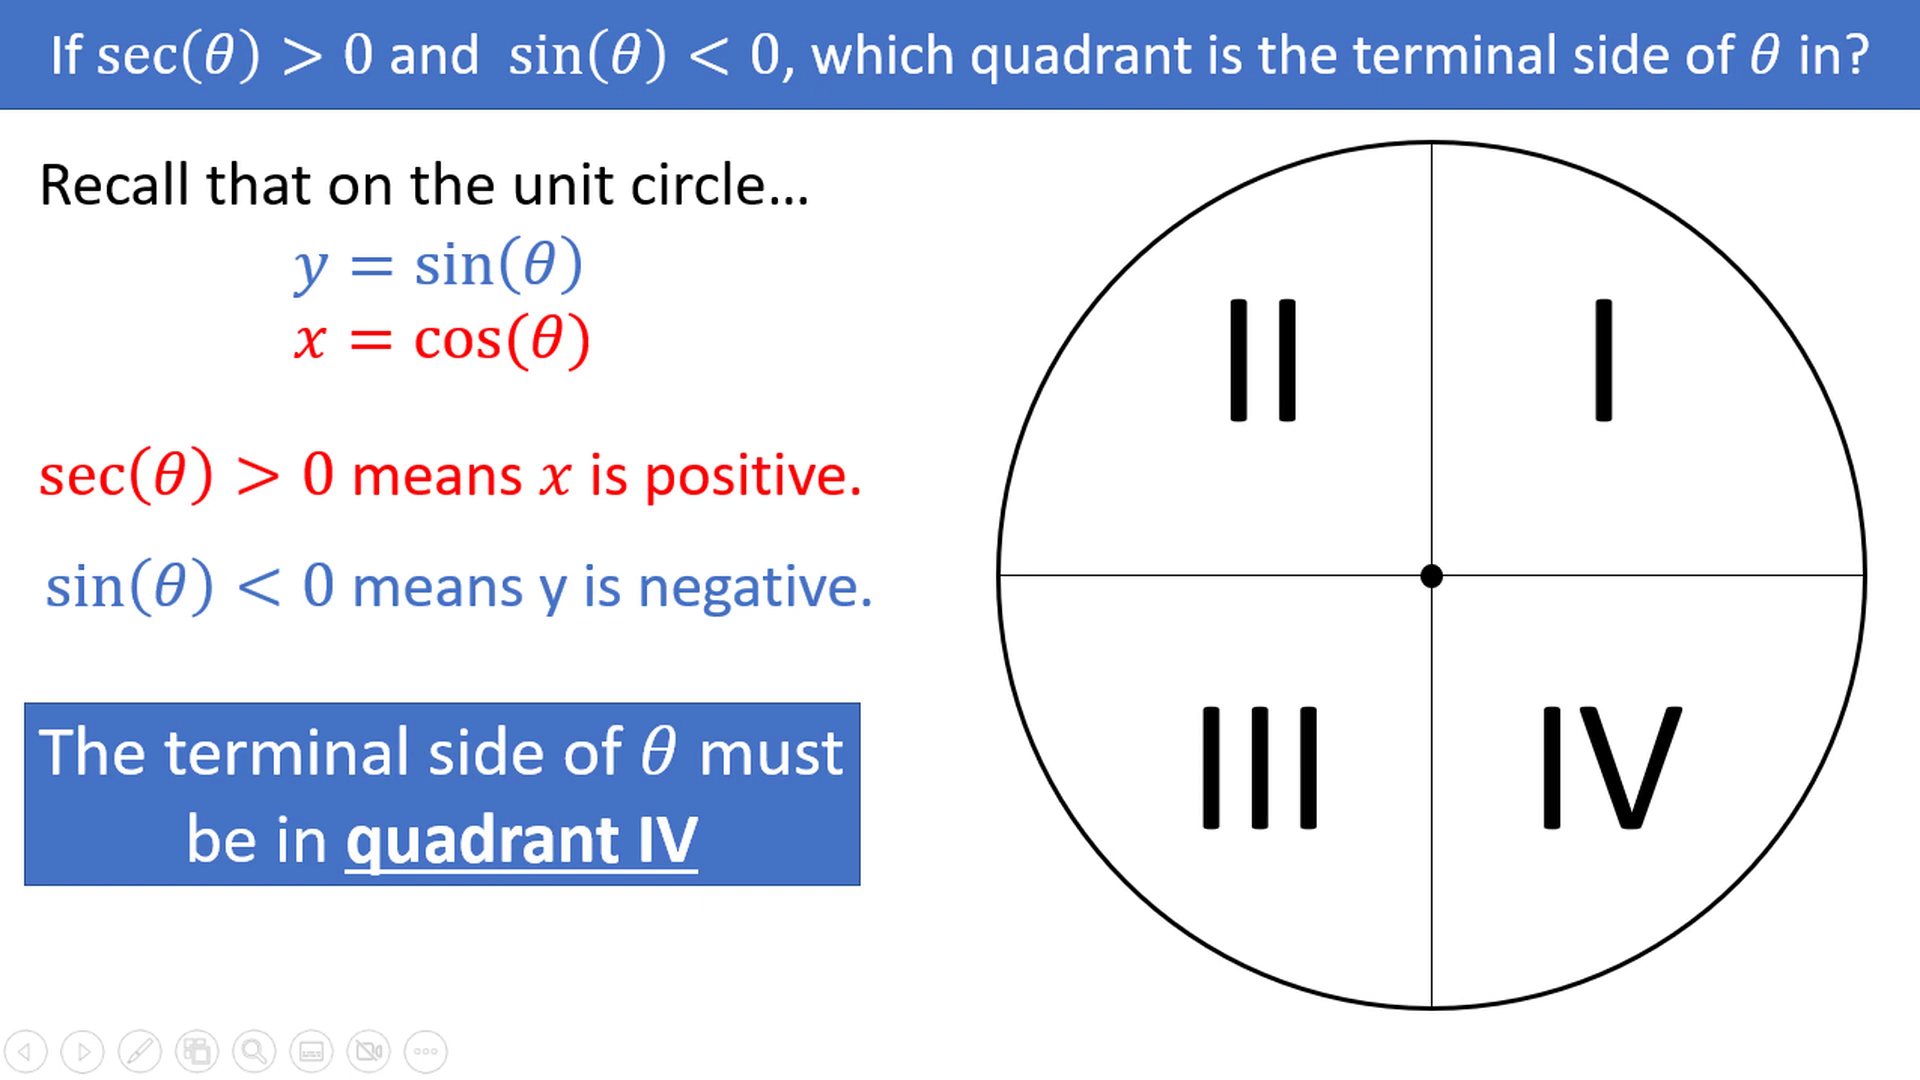 If sec(θ) > 0 and sin(θ) < 0, which quadrant is the terminal side of θ in?
Recall that on the unit circle...
y = sin(θ)
x = cos(θ)
sec(θ) > 0 means x is positive.
sin(θ) < 0 means y is negative.
The terminal side of θ must
be in quadrant IV
II
I
III
IV